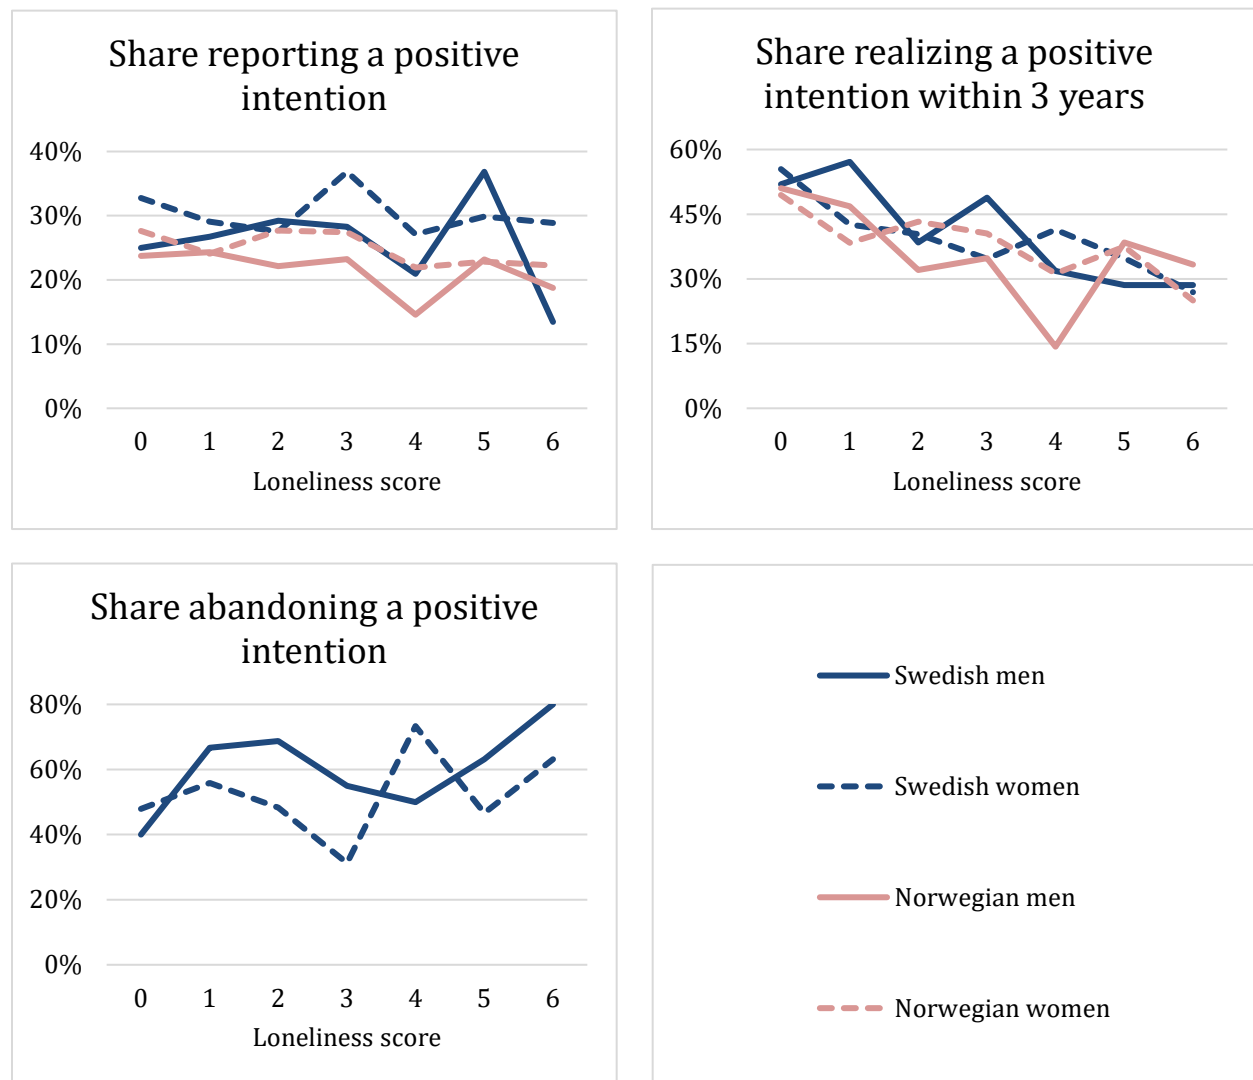 Share reporting a positive
intention
40%
30%
20%
10%
0%
0 1 2 3 4 5 6
Loneliness score
Share realizing a positive
intention within 3 years
60%
45%
30%
15%
0%
0 1 2 3 4 5 6
Loneliness score
Share abandoning a positive
intention
80%
60%
40%
20%
0%
0 1 2 3 4 5 6
Loneliness score
Swedish men
Swedish women
Norwegian men
Norwegian women